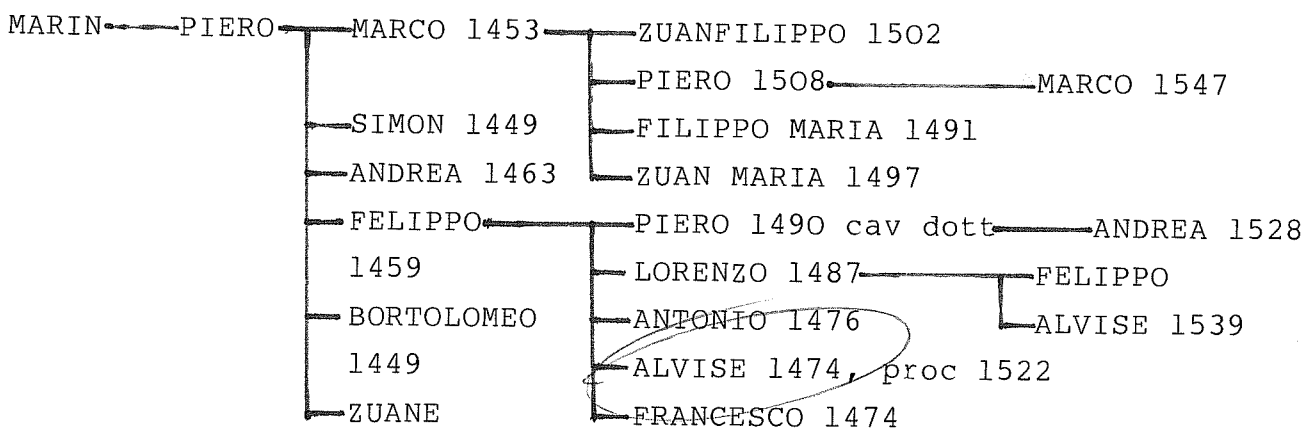 MARIN PIERO MARCO 1453 ZUANFILIPPO 1502
PIERO 1508 MARCO 1547
SIMON 1449 FILIPPO MARIA 1491
ANDREA 1463 ZUAN MARIA 1497
FELIPPO PIERO 1490 cav dott ANDREA 1528
1459 LORENZO 1487 FELIPPO
BORTOLOMEO ANTONIO 1476 ALVISE 1539
1449 ALVISE 1474, proc 1522
ZUANE FRANCESCO 1474